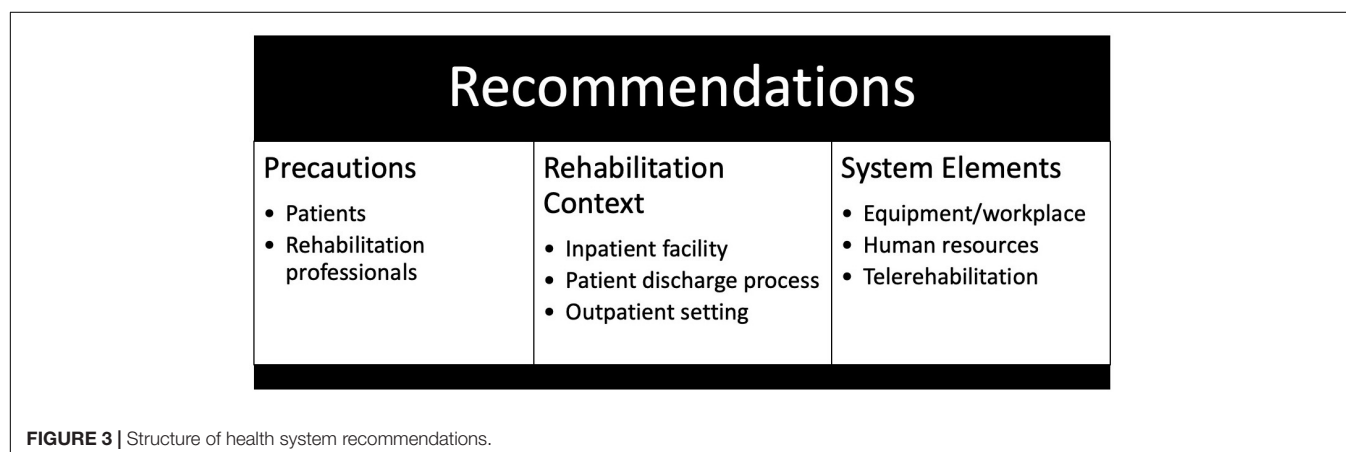 Recommendations
Precautions
• Patients
• Rehabilitation
professionals
Rehabilitation
Context
• Inpatient facility
• Patient discharge process
• Outpatient setting
System Elements
• Equipment/workplace
• Human resources
• Telerehabilitation
FIGURE 3 | Structure of health system recommendations.